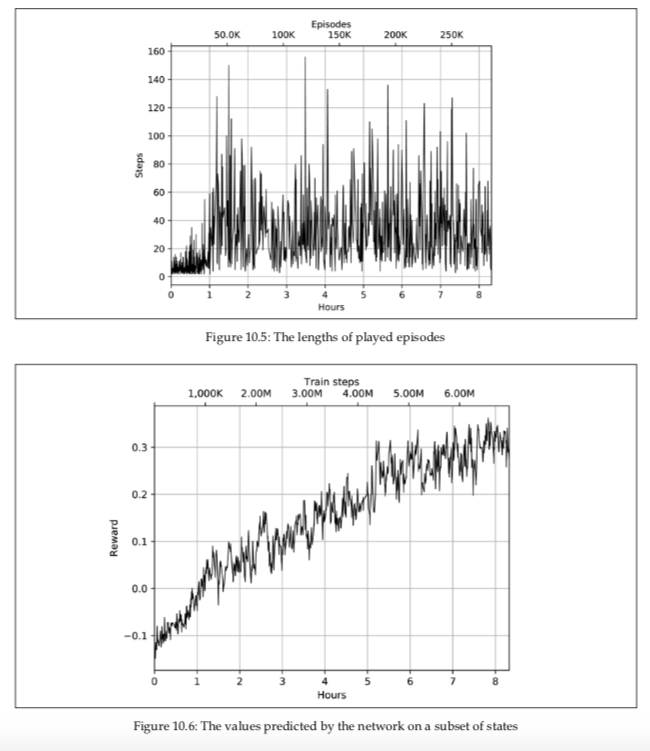 Episodes
50.0K 100K 150K 200K 250K
160
140
120
100
80
60
40
20
0
Steps
0 1 2 3 4 5 6 7 8
Hours
Figure 10.5: The lengths of played episodes
Train steps
1,000K 2.00M 3.00M 4.00M 5.00M 6.00M
0.3
0.2
0.1
0.0
−0.1
Reward
0 1 2 3 4 5 6 7 8
Hours
Figure 10.6: The values predicted by the network on a subset of states